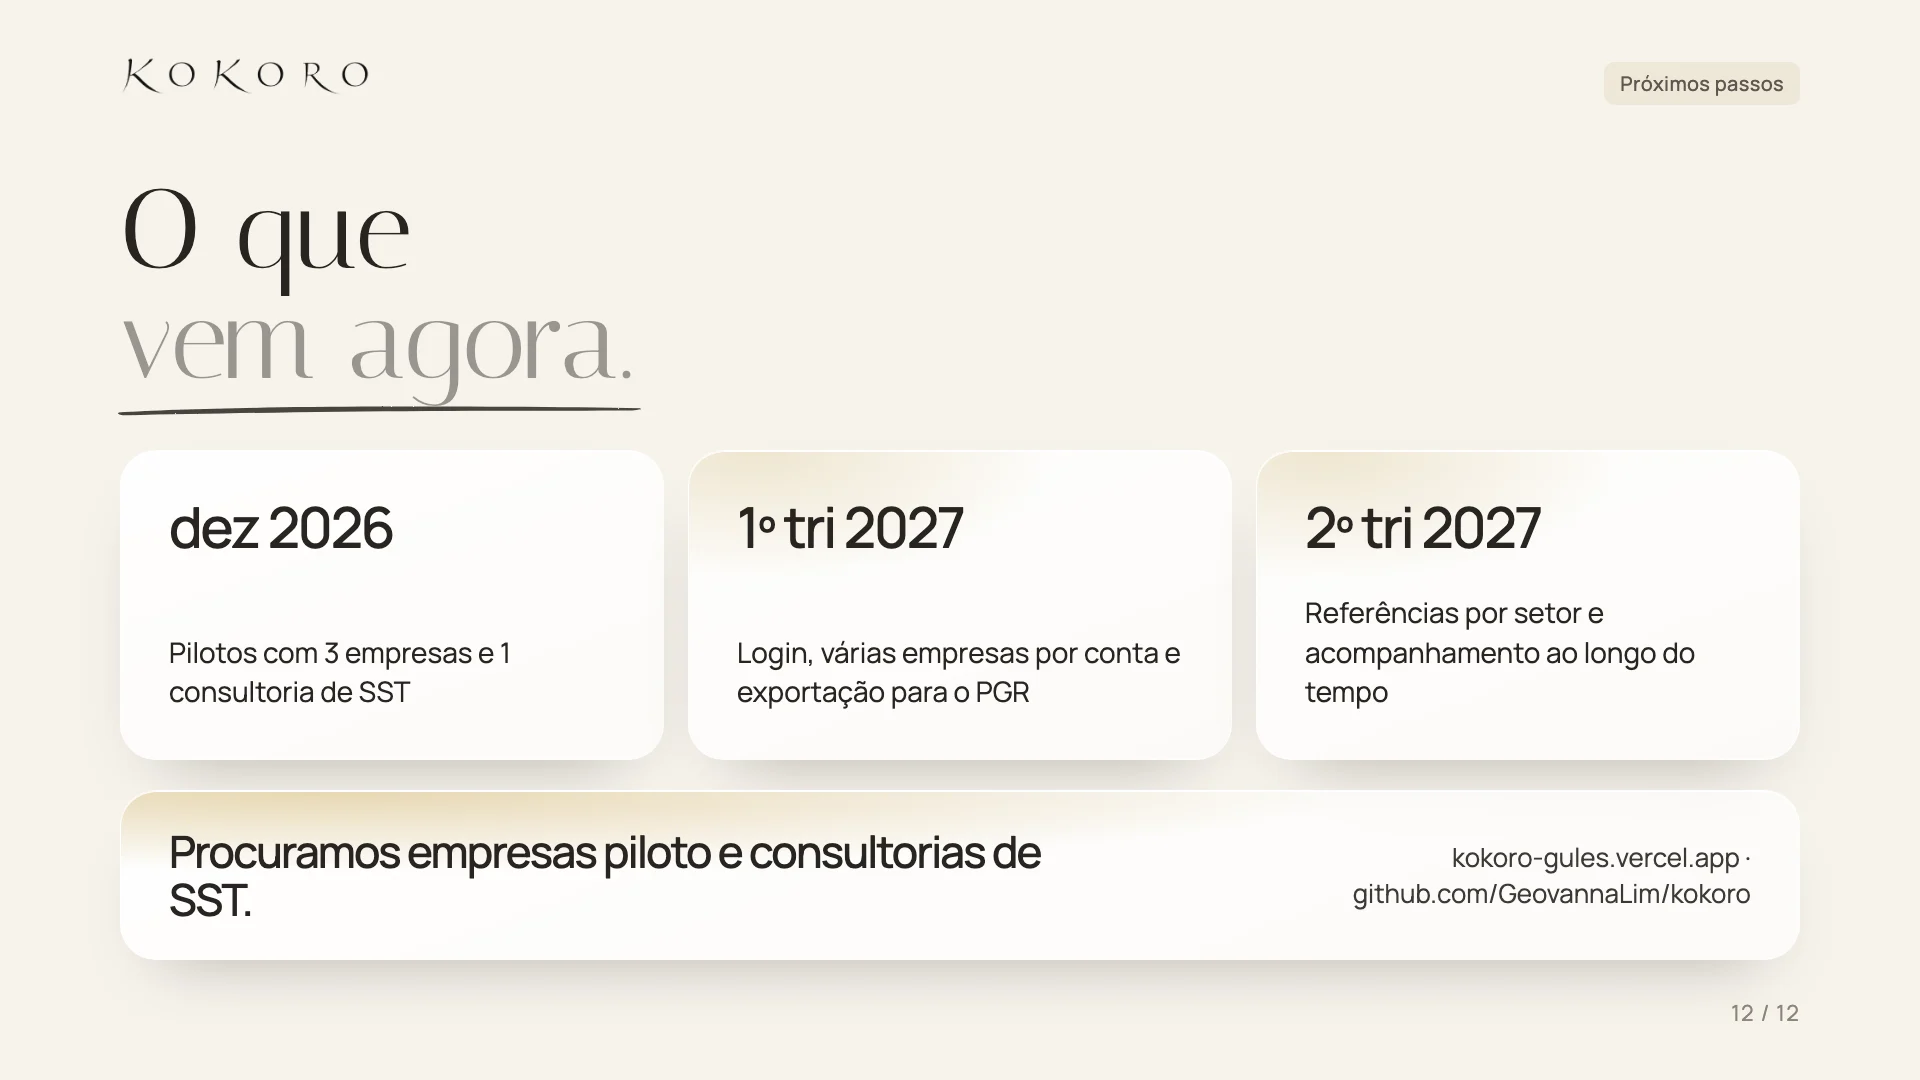 KOKORO
Próximos passos
O que
vem agora.
dez 2026
Pilotos com 3 empresas e 1
consultoria de SST
1º tri 2027
Login, várias empresas por conta e
exportação para o PGR
2º tri 2027
Referências por setor e
acompanhamento ao longo do
tempo
Procuramos empresas piloto e consultorias de
SST.
kokoro-gules.vercel.app ·
github.com/GeovannaLim/kokoro
12 / 12